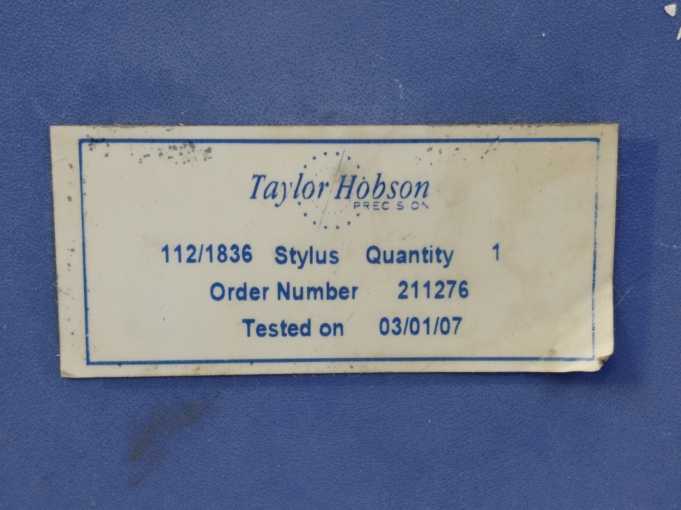 Taylor Hobson
PRECISION
112/1836 Stylus Quantity 1
Order Number 211276
Tested on 03/01/07